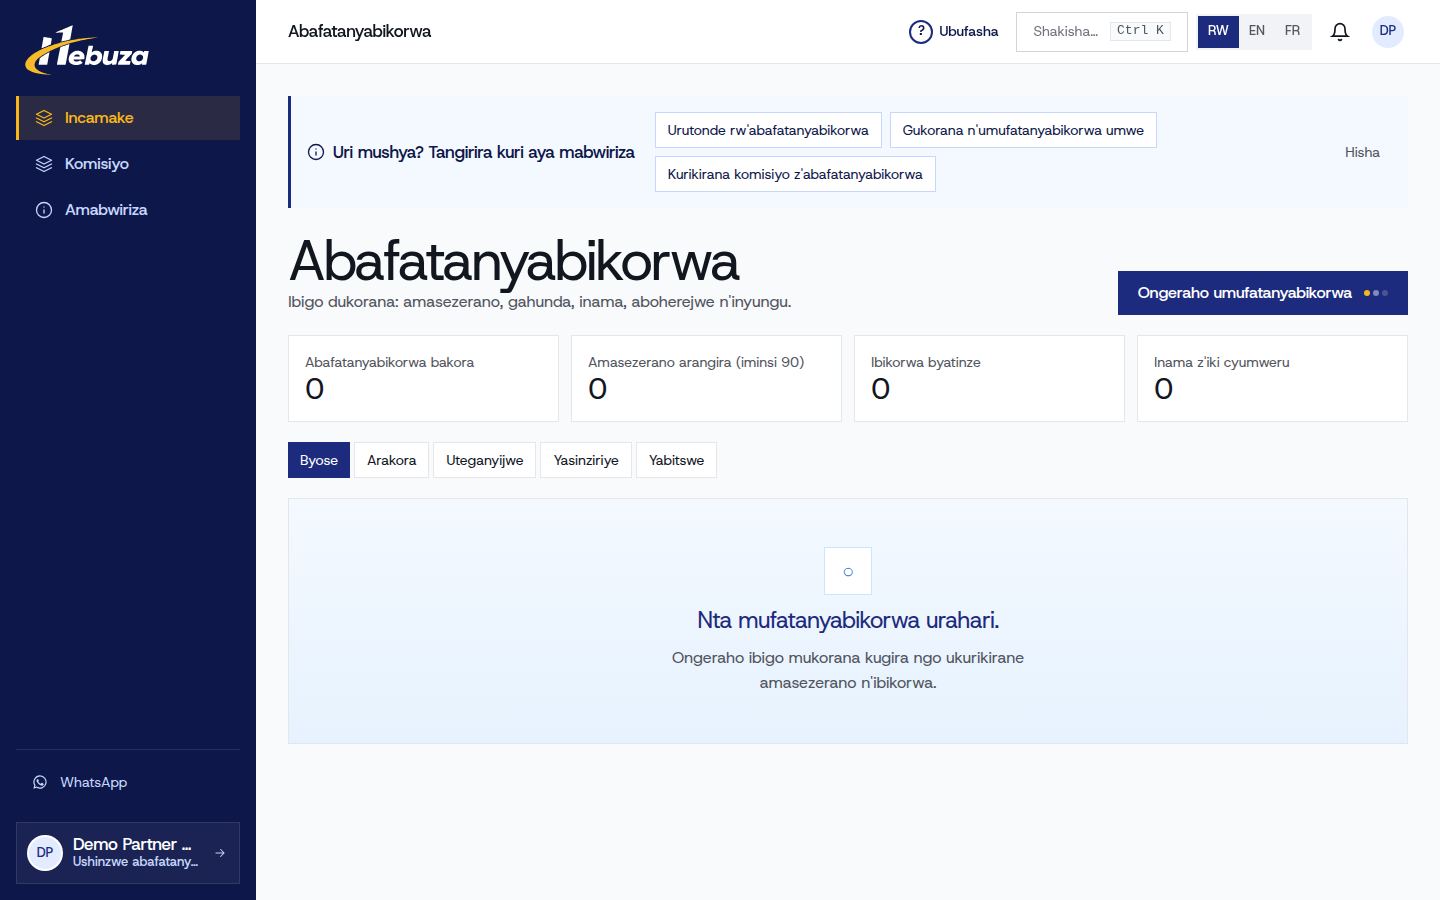 Hebuza
Incamake
Komisiyo
Amabwiriza
WhatsApp
DP
Demo Partner ...
Ushinzwe abafatany...
Abafatanyabikorwa
? Ubufasha
Shakisha... Ctrl K
RW EN FR
DP
Uri mushya? Tangirira kuri aya mabwiriza
Urutonde rw'abafatanyabikorwa
Gukorana n'umufatanyabikorwa umwe
Kurikirana komisiyo z'abafatanyabikorwa
Hisha
Abafatanyabikorwa
Ibigo dukorana: amasezerano, gahunda, inama, aboherejwe n'inyungu.
Ongeraho umufatanyabikorwa
Abafatanyabikorwa bakora
0
Amasezerano arangira (iminsi 90)
0
Ibikorwa byatinze
0
Inama z'iki cyumweru
0
Byose Arakora Uteganyijwe Yasinziriye Yabitswe
Nta mufatanyabikorwa urahari.
Ongeraho ibigo mukorana kugira ngo ukurikirane
amasezerano n'ibikorwa.